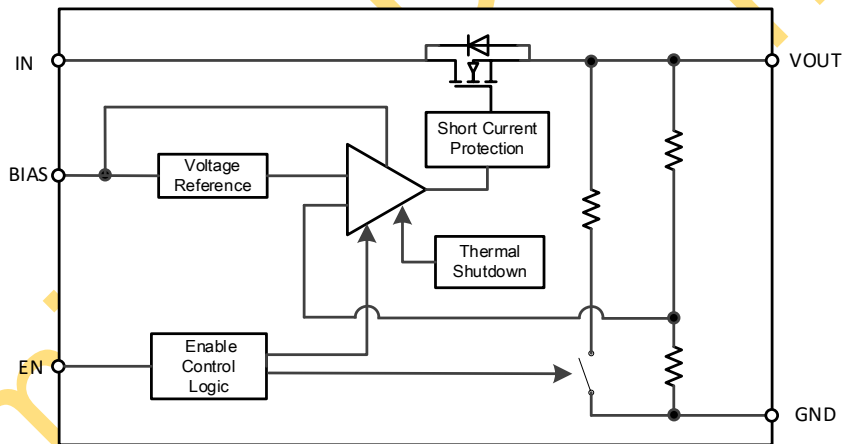 IN
VOUT
Short Current
Protection
BIAS
Voltage
Reference
Thermal
Shutdown
EN
Enable
Control
Logic
GND